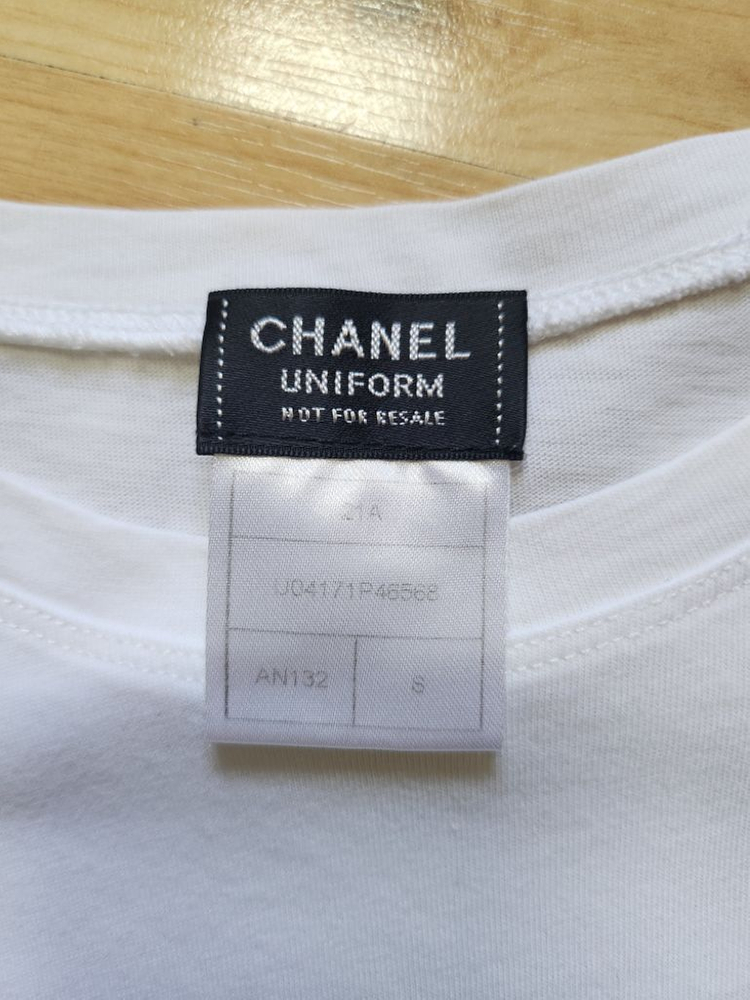 CHANEL
UNIFORM
NOT FOR RESALE
21A
U04171P46568
AN132
S